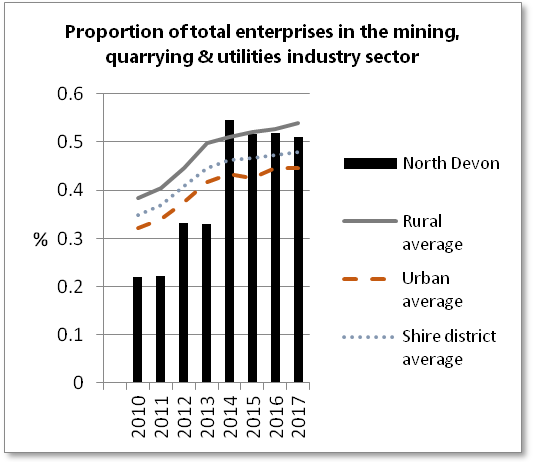 Proportion of total enterprises in the mining,
quarrying & utilities industry sector
0.6
0.5
0.4
0.3
0.2
0.1
0
%
2010
2011
2012
2013
2014
2015
2016
2017
North Devon
Rural
average
Urban
average
Shire district
average